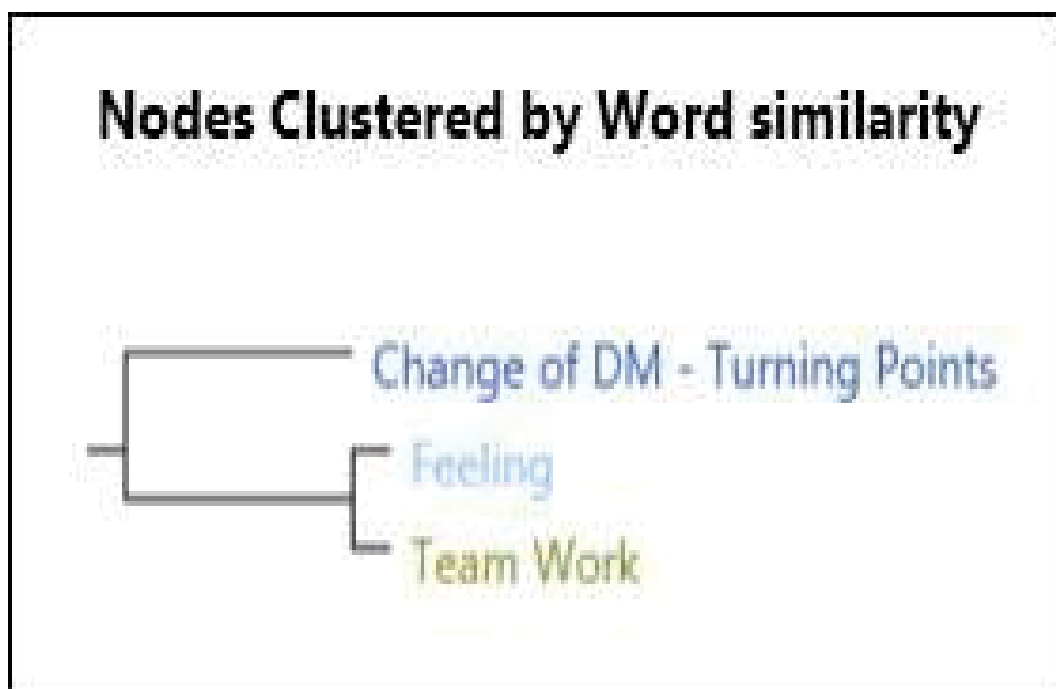 Nodes Clustered by Word similarity
Change of DM - Turning Points
Feeling
Team Work